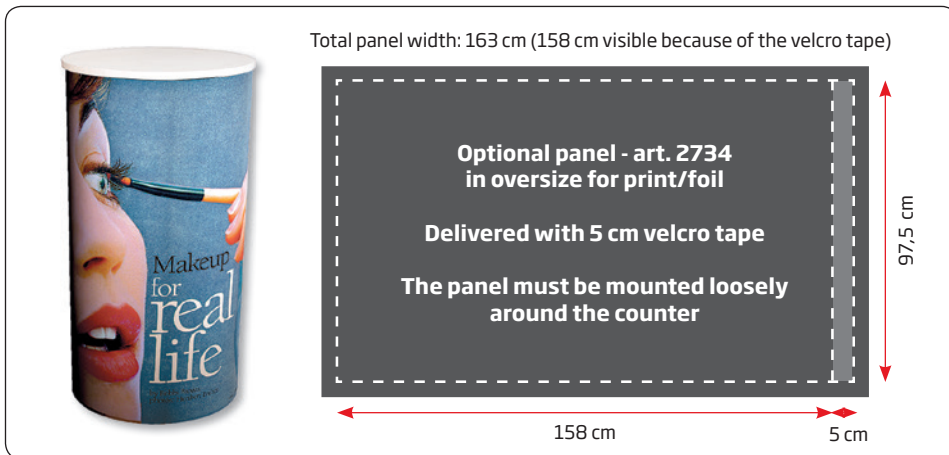 Total panel width: 163 cm (158 cm visible because of the velcro tape)
Optional panel - art. 2734
in oversize for print/foil
Delivered with 5 cm velcro tape
The panel must be mounted loosely
around the counter
97,5 cm
158 cm
5 cm
Makeup
for
real
life